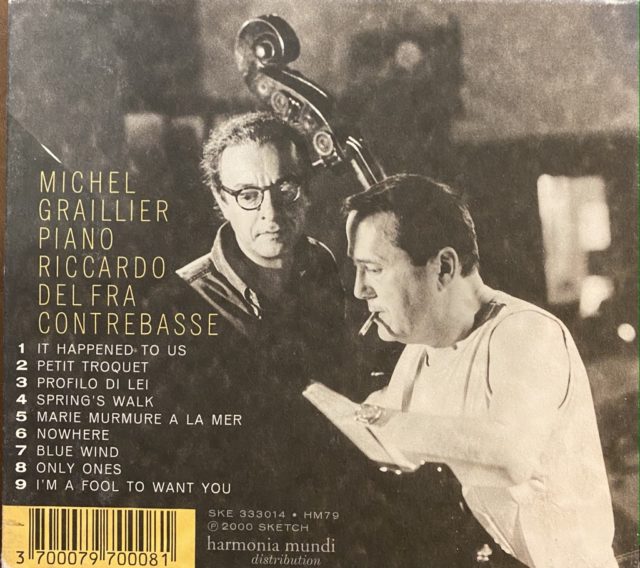 MICHEL
GRAILLIER
PIANO
RICCARDO
DEL FRA
CONTREBASSE
1 IT HAPPENED TO US
2 PETIT TROQUET
3 PROFILO DI LEI
4 SPRING'S WALK
5 MARIE MURMURE A LA MER
6 NOWHERE
7 BLUE WIND
8 ONLY ONES
9 I'M A FOOL TO WANT YOU
SKE 333014 • HM79
℗ 2000 SKETCH
harmonia mundi
distribution
3 700079 700081